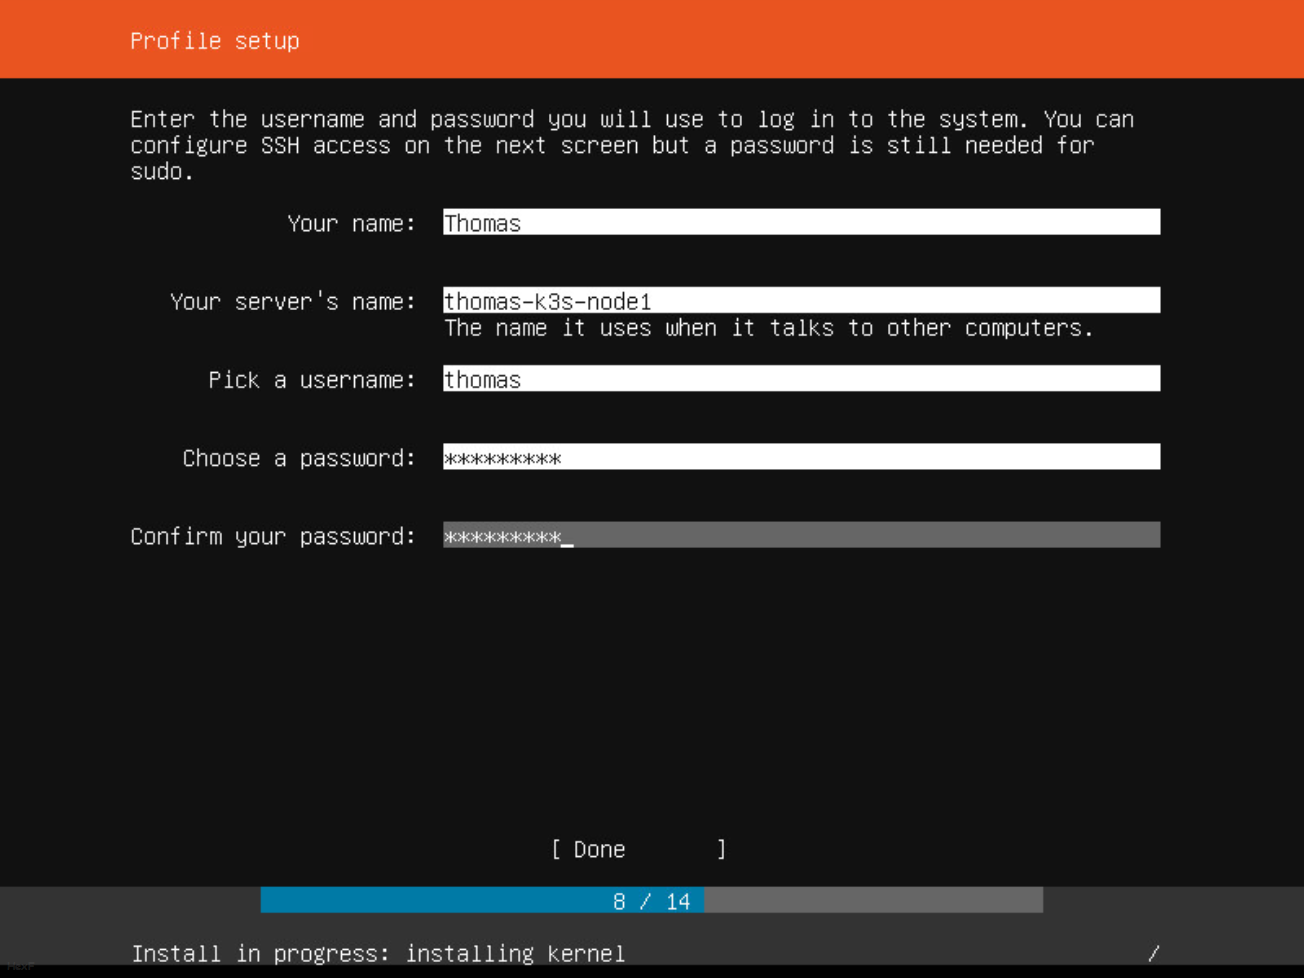 Profile setup
Enter the username and password you will use to log in to the system. You can
configure SSH access on the next screen but a password is still needed for
sudo.
Your name: Thomas
Your server's name: thomas-k3s-node1
The name it uses when it talks to other computers.
Pick a username: thomas
Choose a password: *********
Confirm your password: *********_
[ Done ]
8 / 14
Install in progress: installing kernel /